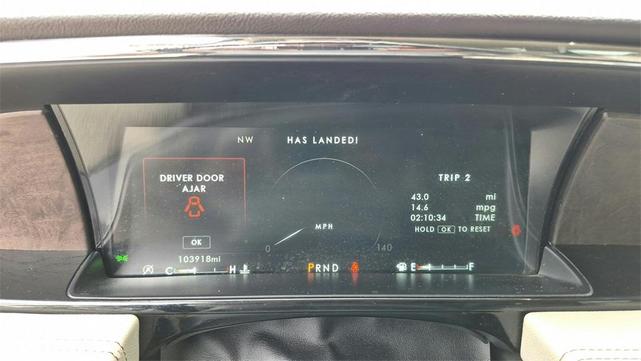 NW HAS LANDED!
DRIVER DOOR
AJAR
OK
TRIP 2
43.0 mi
14.6 mpg
02:10:34 TIME
HOLD OK TO RESET
MPH
0 140
103918mi
C H PRND E F